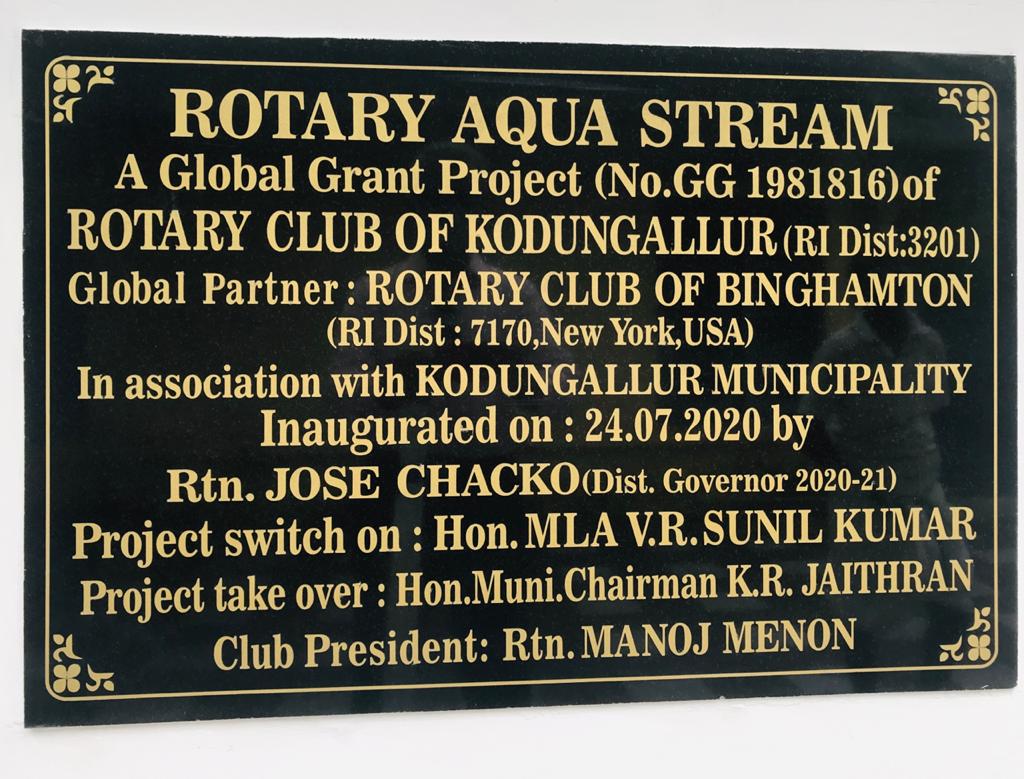 ROTARY AQUA STREAM
A Global Grant Project (No.GG 1981816)of
ROTARY CLUB OF KODUNGALLUR (RI Dist:3201)
Global Partner : ROTARY CLUB OF BINGHAMTON
(RI Dist : 7170,New York,USA)
In association with KODUNGALLUR MUNICIPALITY
Inaugurated on : 24.07.2020 by
Rtn. JOSE CHACKO(Dist. Governor 2020-21)
Project switch on : Hon. MLA V.R. SUNIL KUMAR
Project take over : Hon.Muni.Chairman K.R. JAITHRAN
Club President: Rtn. MANOJ MENON